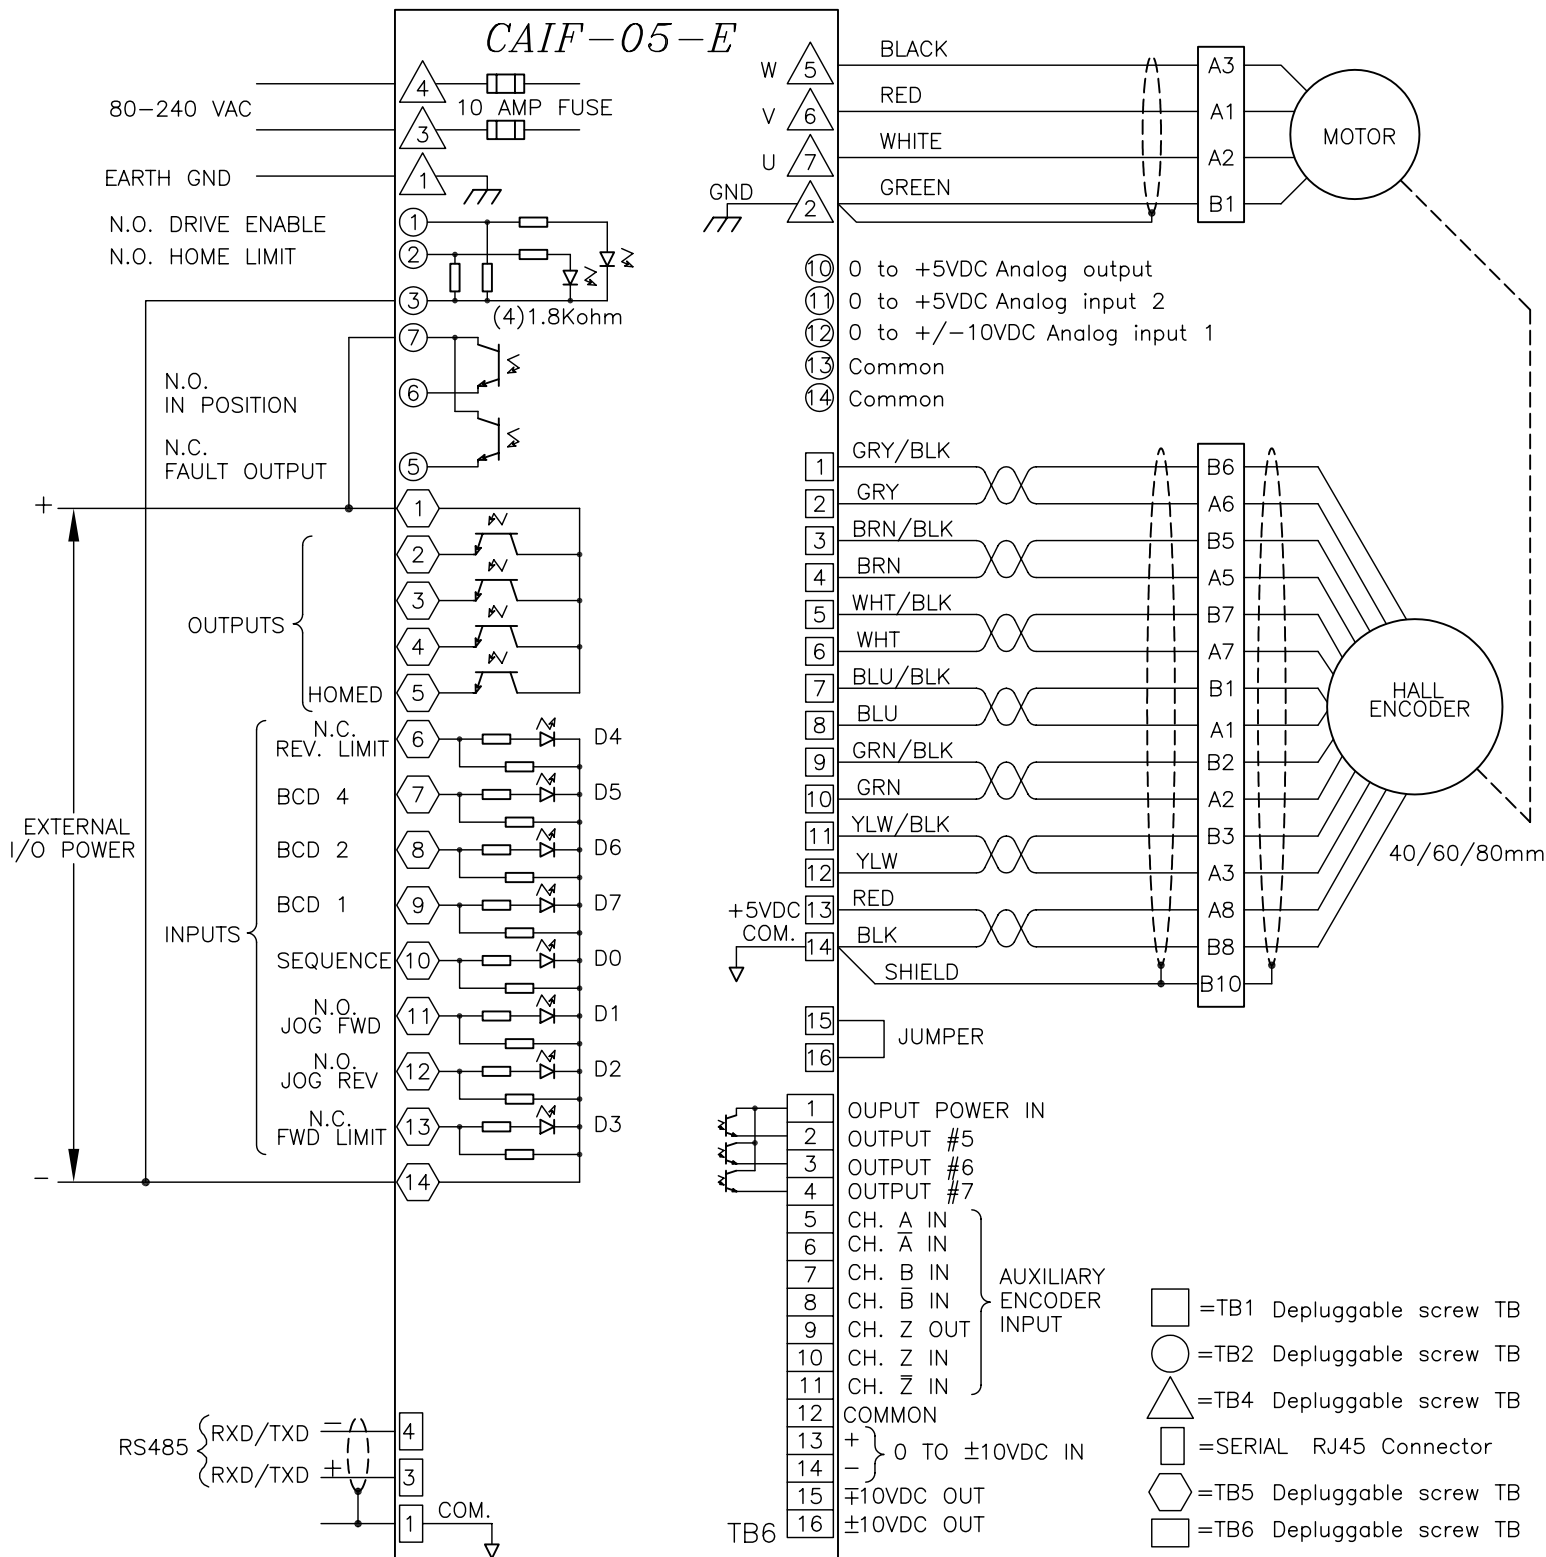 CAIF-05-E
80-240 VAC
4
10 AMP FUSE
3
EARTH GND
1
N.O. DRIVE ENABLE
1
N.O. HOME LIMIT
2
3
(4)1.8Kohm
7
N.O.
IN POSITION
6
N.C.
FAULT OUTPUT
5
+
EXTERNAL
I/O POWER
-
1
OUTPUTS
2
3
4
HOMED
5
INPUTS
N.C.
REV. LIMIT
6
D4
BCD 4
7
D5
BCD 2
8
D6
BCD 1
9
D7
SEQUENCE
10
D0
N.O.
JOG FWD
11
D1
N.O.
JOG REV
12
D2
N.C.
FWD LIMIT
13
D3
14
RS485
RXD/TXD -
4
RXD/TXD +
3
1
COM.
W
5
BLACK
A3
V
6
RED
A1
U
7
WHITE
A2
GND
2
GREEN
B1
MOTOR
10 0 to +5VDC Analog output
11 0 to +5VDC Analog input 2
12 0 to +/-10VDC Analog input 1
13 Common
14 Common
1 GRY/BLK B6
2 GRY A6
3 BRN/BLK B5
4 BRN A5
5 WHT/BLK B7
6 WHT A7
7 BLU/BLK B1
8 BLU A1
9 GRN/BLK B2
10 GRN A2
11 YLW/BLK B3
12 YLW A3
+5VDC 13 RED A8
COM. 14 BLK B8
SHIELD B10
HALL
ENCODER
40/60/80mm
15
JUMPER
16
1 OUPUT POWER IN
2 OUTPUT #5
3 OUTPUT #6
4 OUTPUT #7
5 CH. A IN
6 CH. A̅ IN
7 CH. B IN
8 CH. B̅ IN
9 CH. Z OUT
10 CH. Z IN
11 CH. Z̅ IN
AUXILIARY
ENCODER
INPUT
12 COMMON
13 +
14 -
0 TO ±10VDC IN
15 ∓10VDC OUT
16 ±10VDC OUT
TB6
=TB1 Depluggable screw TB
=TB2 Depluggable screw TB
=TB4 Depluggable screw TB
=SERIAL RJ45 Connector
=TB5 Depluggable screw TB
=TB6 Depluggable screw TB